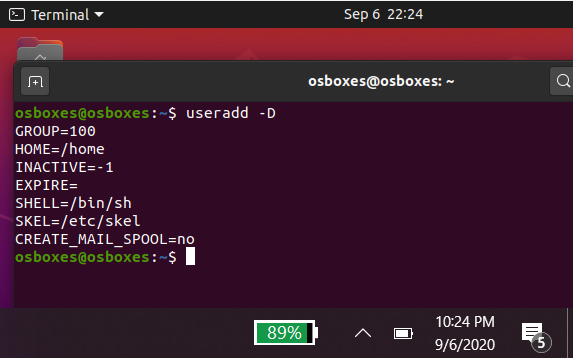 Terminal
Sep 6 22:24
osboxes@osboxes: ~
osboxes@osboxes:~$ useradd -D
GROUP=100
HOME=/home
INACTIVE=-1
EXPIRE=
SHELL=/bin/sh
SKEL=/etc/skel
CREATE_MAIL_SPOOL=no
osboxes@osboxes:~$
89%
10:24 PM
9/6/2020
5